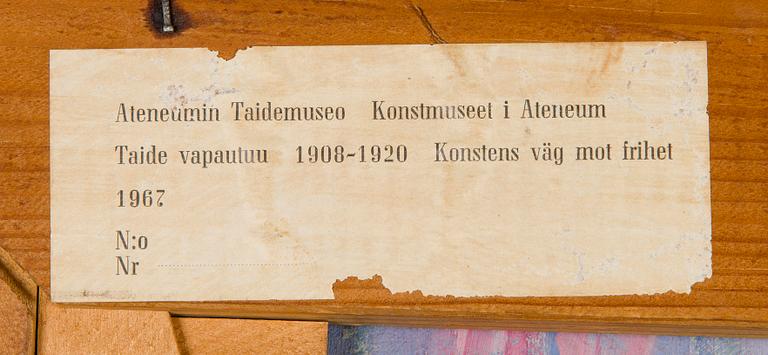 Ateneumin Taidemuseo Konstmuseet i Ateneum
Taide vapautuu 1908-1920 Konstens väg mot frihet
1967
N:o
Nr